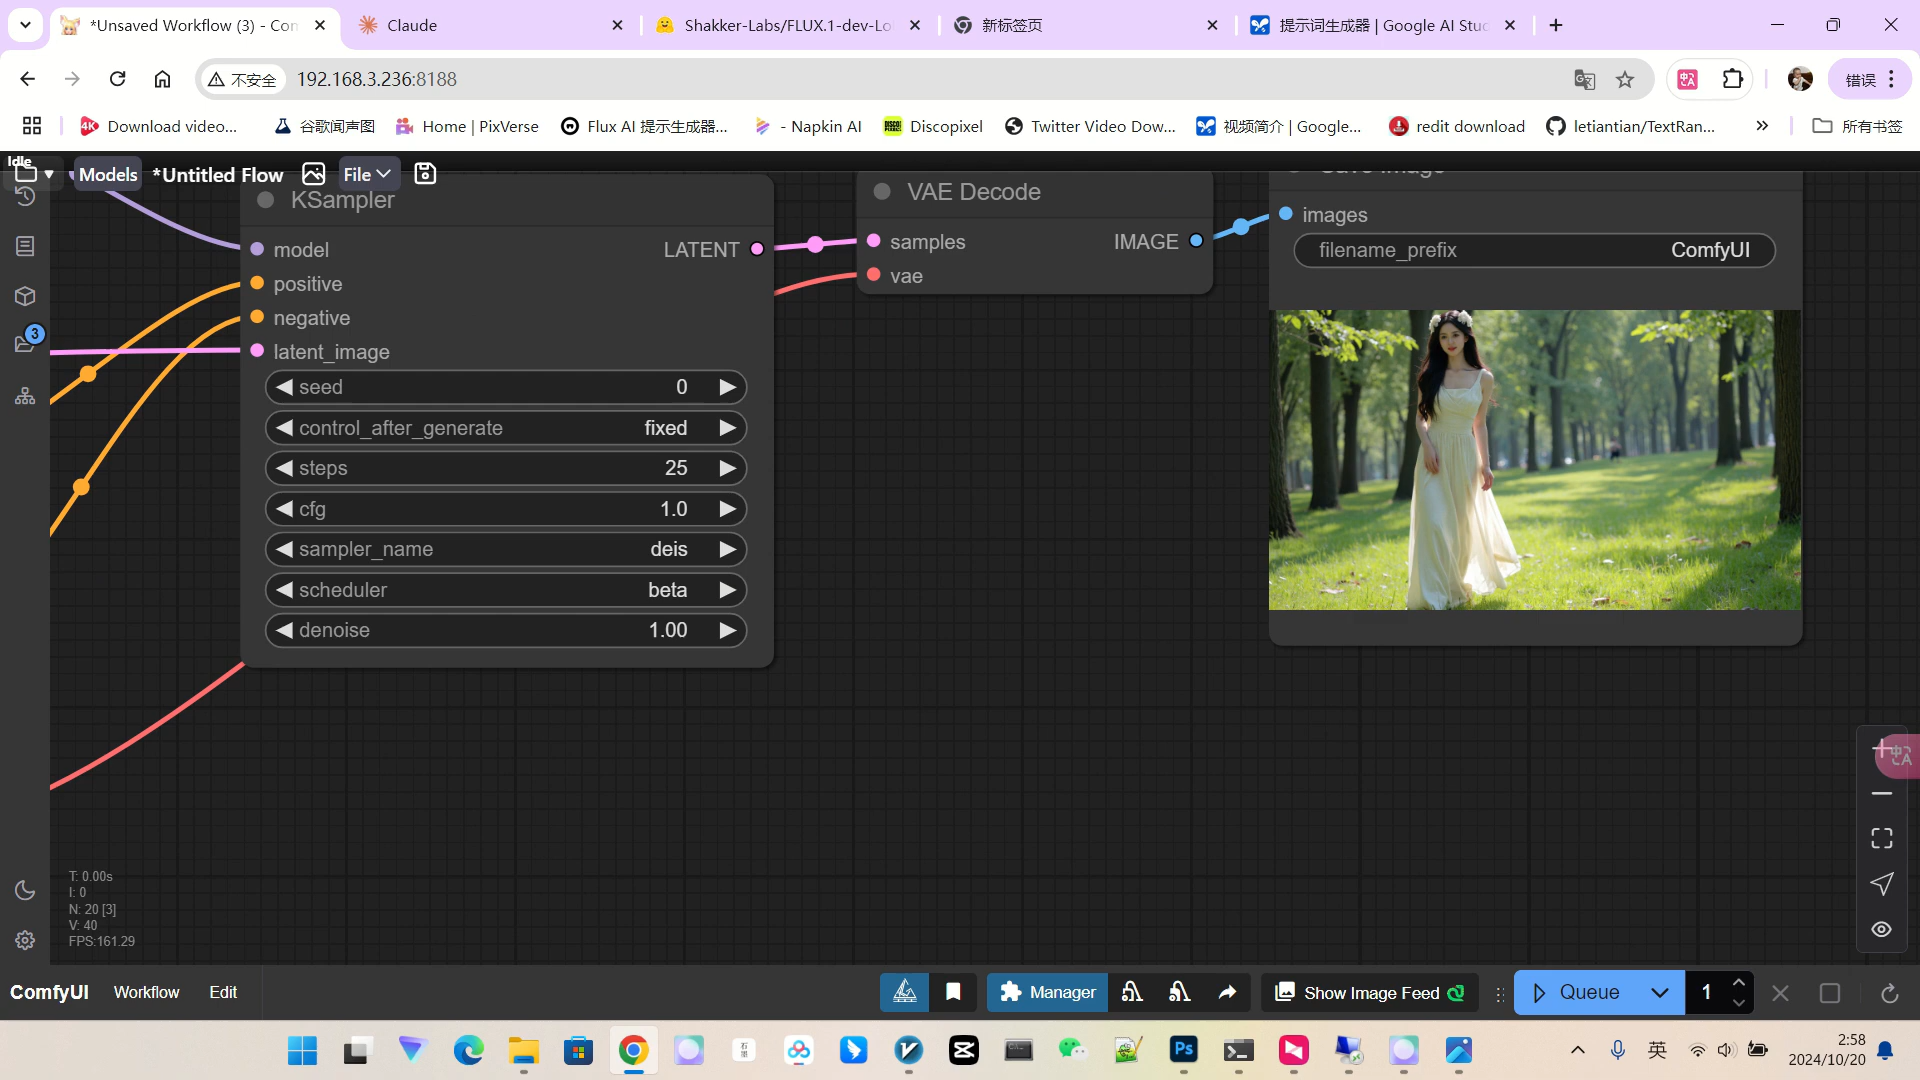 *Unsaved Workflow (3) - Con
Claude
Shakker-Labs/FLUX.1-dev-Lo
新标签页
提示词生成器 | Google AI Stuc
不安全
192.168.3.236:8188
错误
Download video...
谷歌闻声图
Home | PixVerse
Flux AI 提示生成器...
- Napkin AI
Discopixel
Twitter Video Dow...
视频简介 | Google...
redit download
letiantian/TextRan...
所有书签
Idle
Models
*Untitled Flow
File
KSampler
model
LATENT
positive
negative
latent_image
seed
0
control_after_generate
fixed
steps
25
cfg
1.0
sampler_name
deis
scheduler
beta
denoise
1.00
VAE Decode
samples
IMAGE
vae
Save Image
images
filename_prefix
ComfyUI
3
T: 0.00s
I: 0
N: 20 [3]
V: 40
FPS:161.29
ComfyUI
Workflow
Edit
Manager
Show Image Feed
Queue
1
英
2:58
2024/10/20